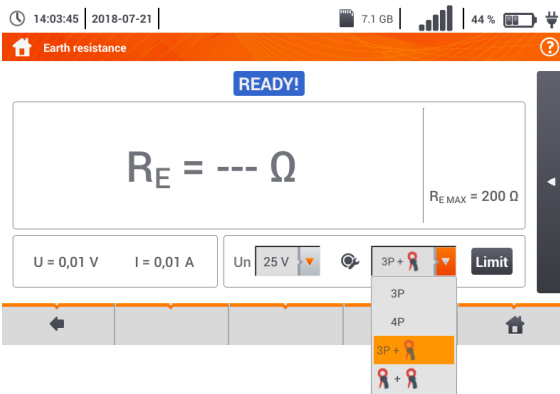 14:03:45 2018-07-21 7.1 GB 44 %
Earth resistance ?
READY!
RE = --- Ω
RE MAX = 200 Ω
U = 0,01 V I = 0,01 A Un 25 V 3P + Limit
3P
4P
3P +
+